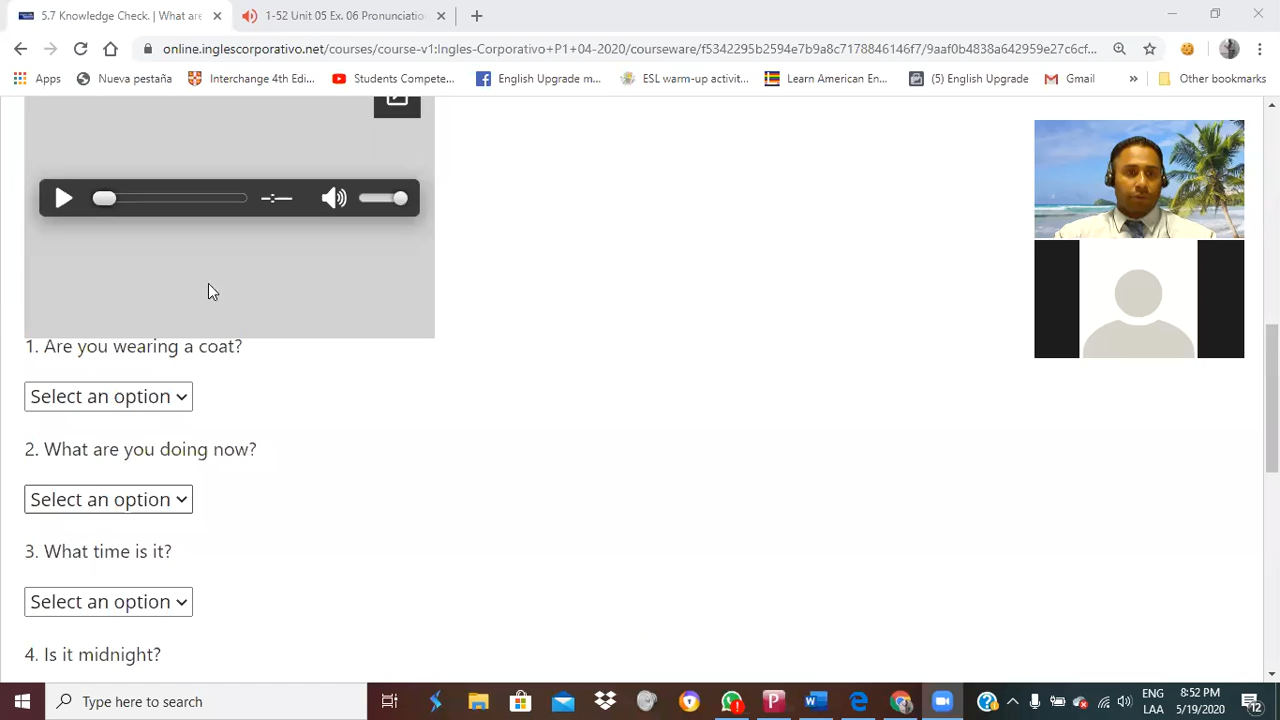 5.7 Knowledge Check. | What are
1-52 Unit 05 Ex. 06 Pronunciatio
online.inglescorporativo.net/courses/course-v1:Ingles-Corporativo+P1+04-2020/courseware/f5342295b2594e7b9a8c7178846146f7/9aaf0b4838a642959e27c6cf...
Apps Nueva pestaña Interchange 4th Edi... Students Compete... English Upgrade m... ESL warm-up activit... Learn American En... (5) English Upgrade Gmail » Other bookmarks
-:--
1. Are you wearing a coat?
Select an option
2. What are you doing now?
Select an option
3. What time is it?
Select an option
4. Is it midnight?
Type here to search
ENG 8:52 PM
LAA 5/19/2020 12